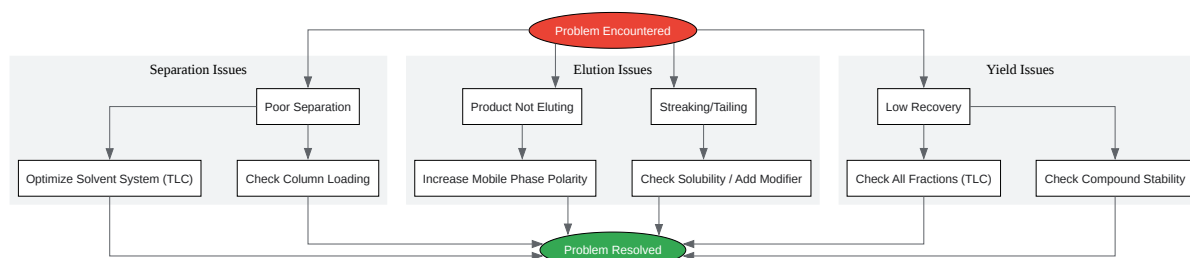 Problem Encountered
Separation Issues
Elution Issues
Yield Issues
Poor Separation
Product Not Eluting
Streaking/Tailing
Low Recovery
Optimize Solvent System (TLC)
Check Column Loading
Increase Mobile Phase Polarity
Check Solubility / Add Modifier
Check All Fractions (TLC)
Check Compound Stability
Problem Resolved